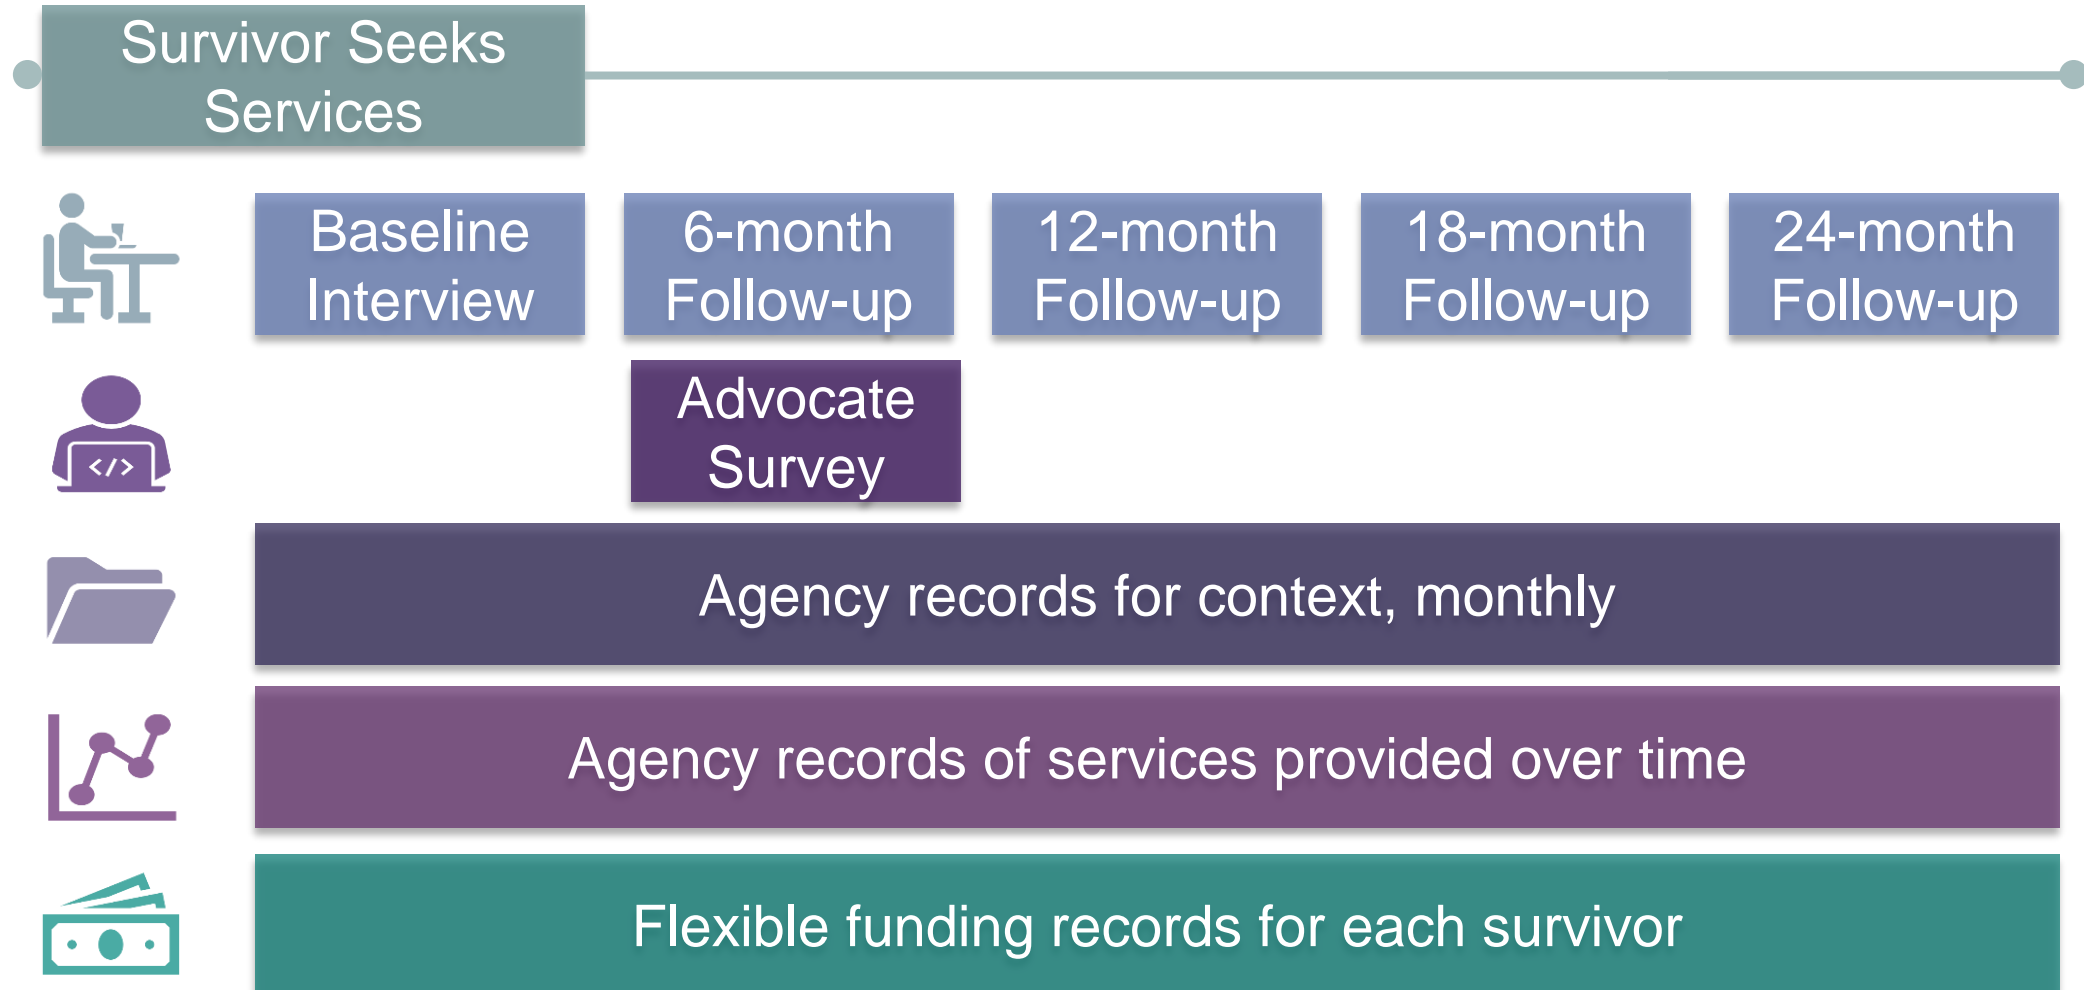 Survivor Seeks
Services
Baseline
Interview
6-month
Follow-up
12-month
Follow-up
18-month
Follow-up
24-month
Follow-up
Advocate
Survey
</>
Agency records for context, monthly
Agency records of services provided over time
Flexible funding records for each survivor